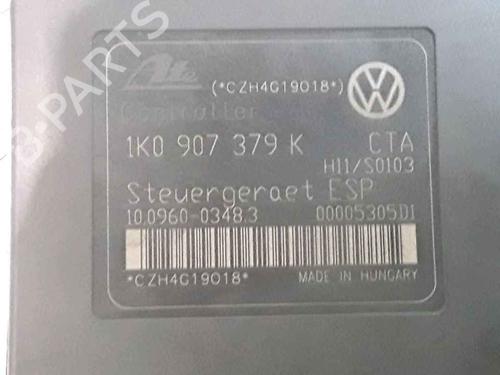 B-PARTS
Ate (*CZH4G19018*)
Controller
1K0 907 379 K CTA
H11/S0103
Steuergeraet ESP
10.0960-0348.3 00005305D1
*CZH4G19018* MADE IN HUNGARY